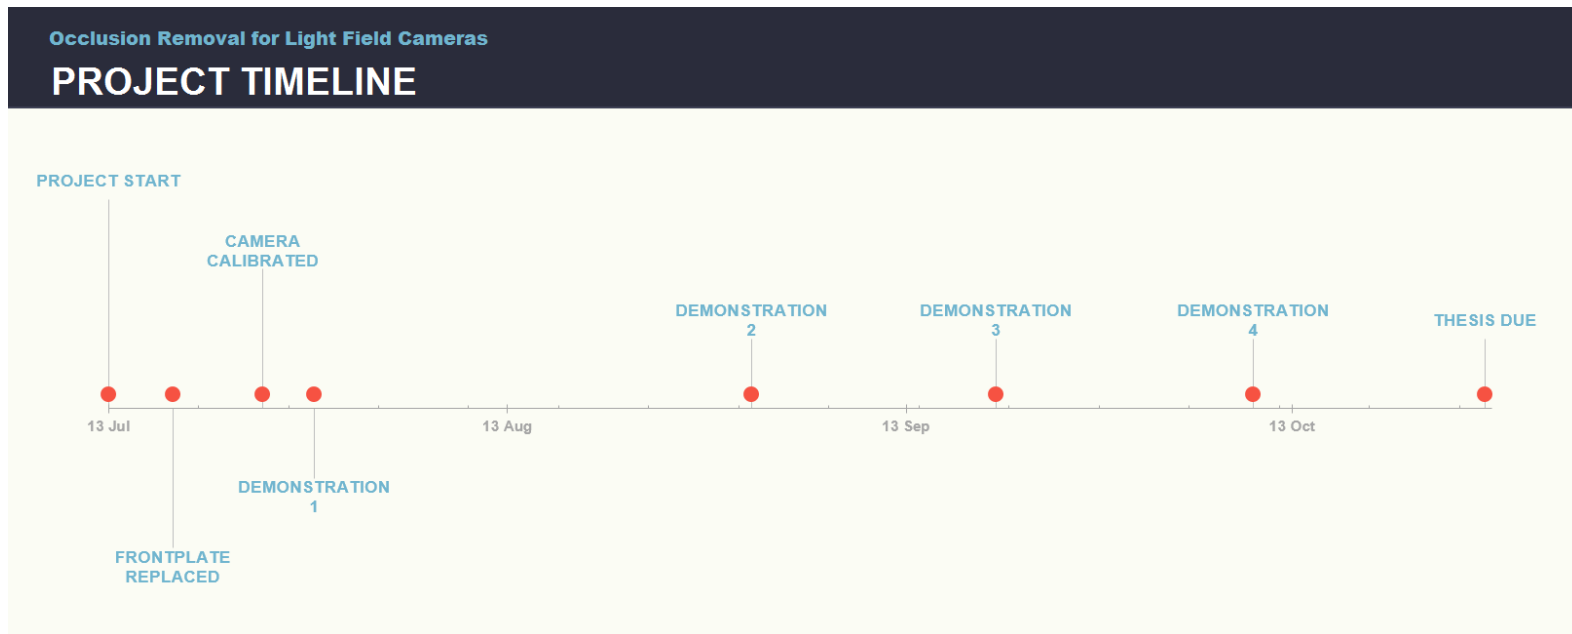 Occlusion Removal for Light Field Cameras
PROJECT TIMELINE
PROJECT START
CAMERA
CALIBRATED
DEMONSTRATION
2
DEMONSTRATION
3
DEMONSTRATION
4
THESIS DUE
13 Jul
13 Aug
13 Sep
13 Oct
DEMONSTRATION
1
FRONTPLATE
REPLACED